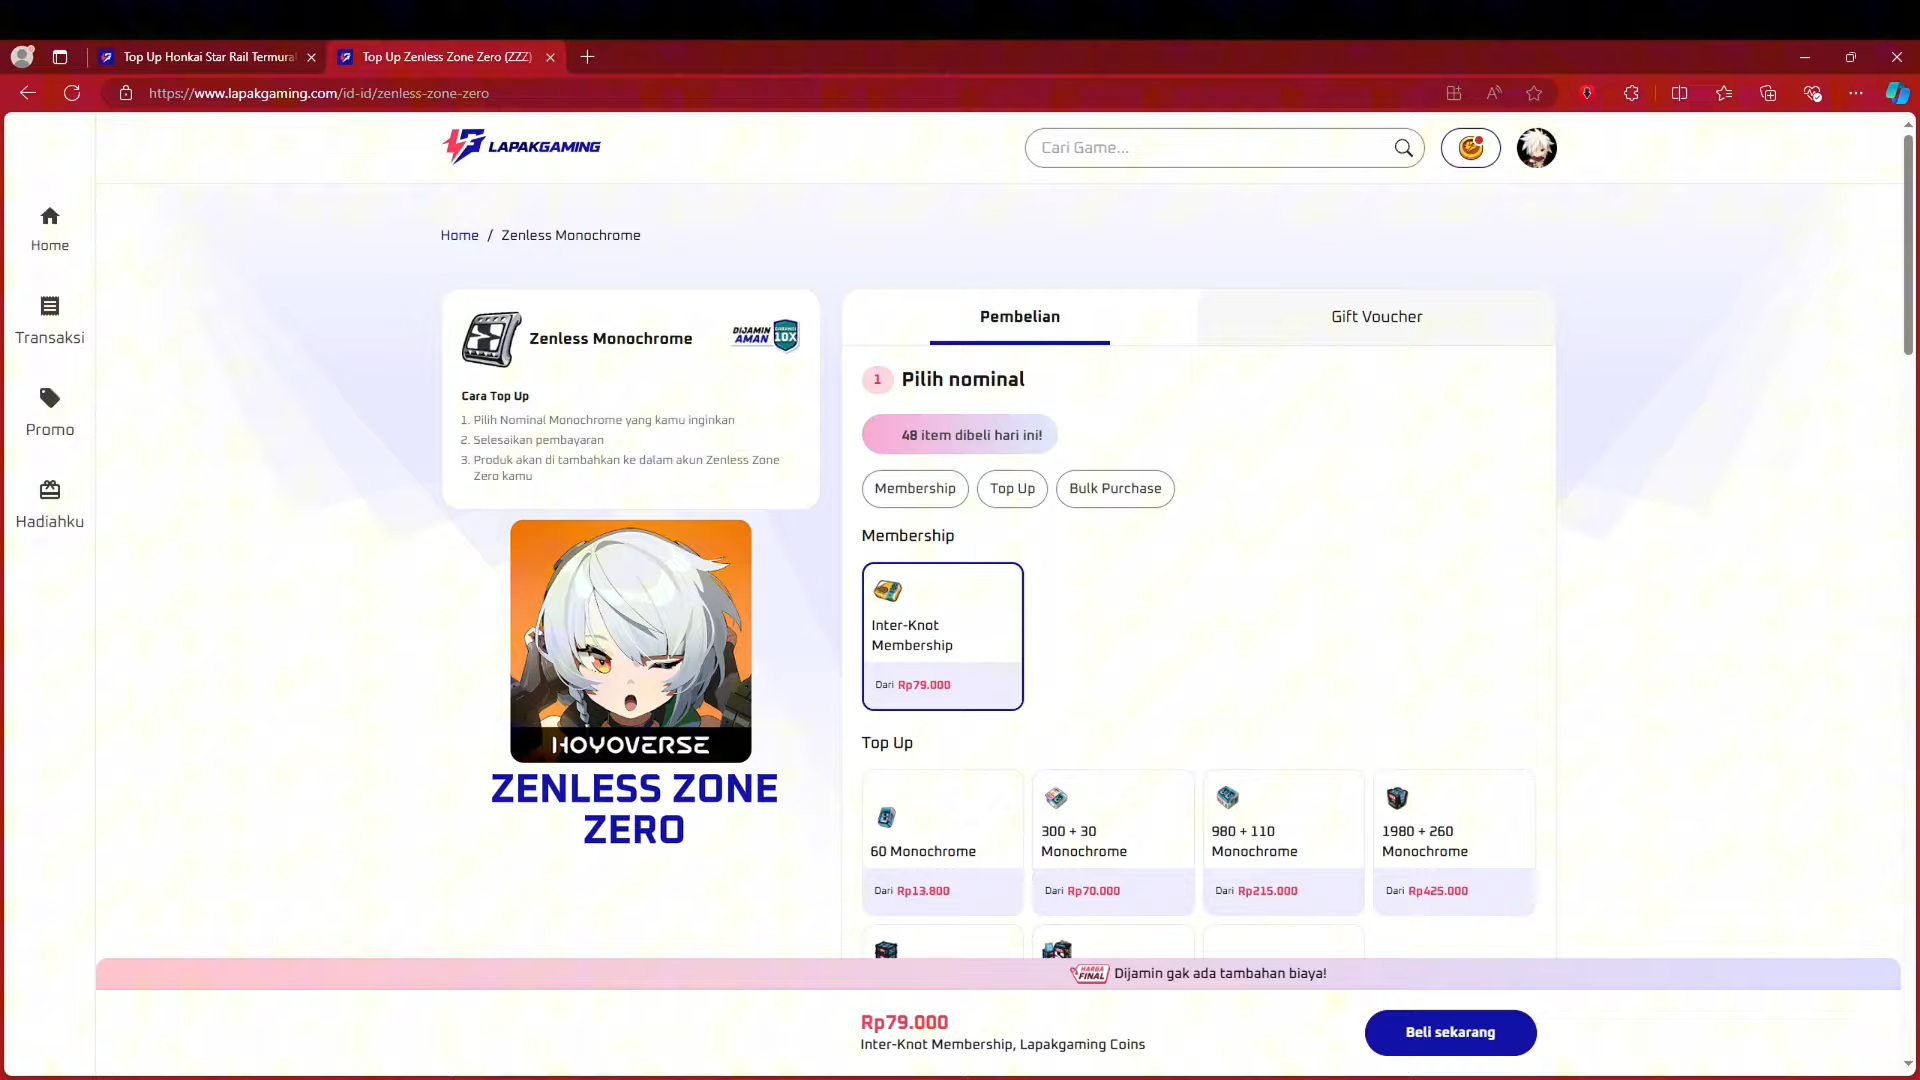 Top Up Honkai Star Rail Termura
Top Up Zenless Zone Zero (ZZZ)
https://www.lapakgaming.com/id-id/zenless-zone-zero
LAPAKGAMING
Cari Game...
Home
Transaksi
Promo
Hadiahku
Home / Zenless Monochrome
Zenless Monochrome
DIJAMIN
AMAN
GARANSI
10X
Cara Top Up
1. Pilih Nominal Monochrome yang kamu inginkan
2. Selesaikan pembayaran
3. Produk akan di tambahkan ke dalam akun Zenless Zone
Zero kamu
HOYOVERSE
ZENLESS ZONE
ZERO
Pembelian
Gift Voucher
1 Pilih nominal
48 item dibeli hari ini!
Membership
Top Up
Bulk Purchase
Membership
Inter-Knot
Membership
Dari Rp79.000
Top Up
60 Monochrome
Dari Rp13.800
300 + 30
Monochrome
Dari Rp70.000
980 + 110
Monochrome
Dari Rp215.000
1980 + 260
Monochrome
Dari Rp425.000
HARGA
FINAL
Dijamin gak ada tambahan biaya!
Rp79.000
Inter-Knot Membership, Lapakgaming Coins
Beli sekarang